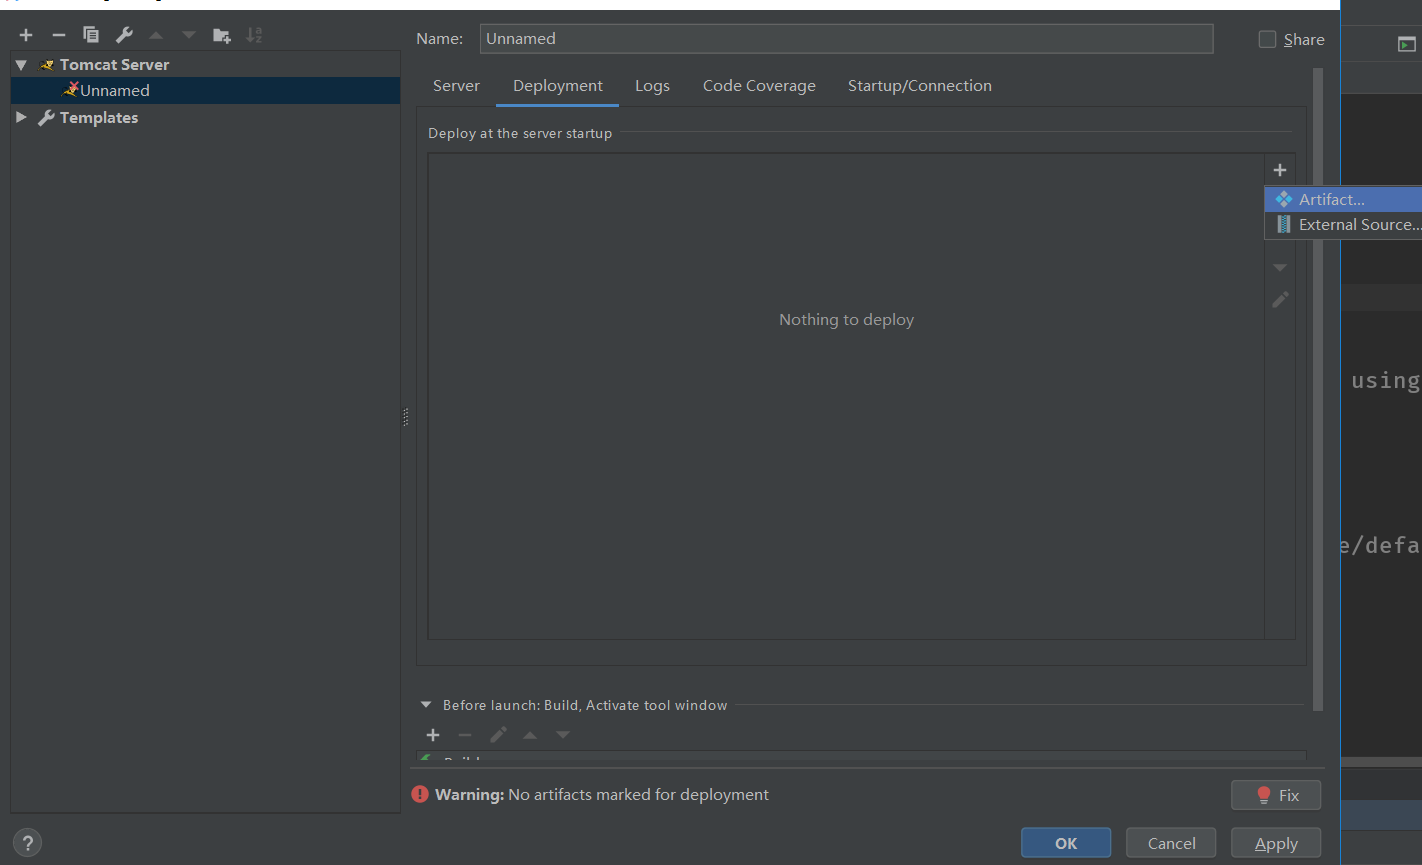 Name: Unnamed Share
Tomcat Server
Unnamed
Templates
Server Deployment Logs Code Coverage Startup/Connection
Deploy at the server startup
Artifact...
External Source...
Nothing to deploy
using
e/defa
Before launch: Build, Activate tool window
Build
Warning: No artifacts marked for deployment
Fix
? OK Cancel Apply